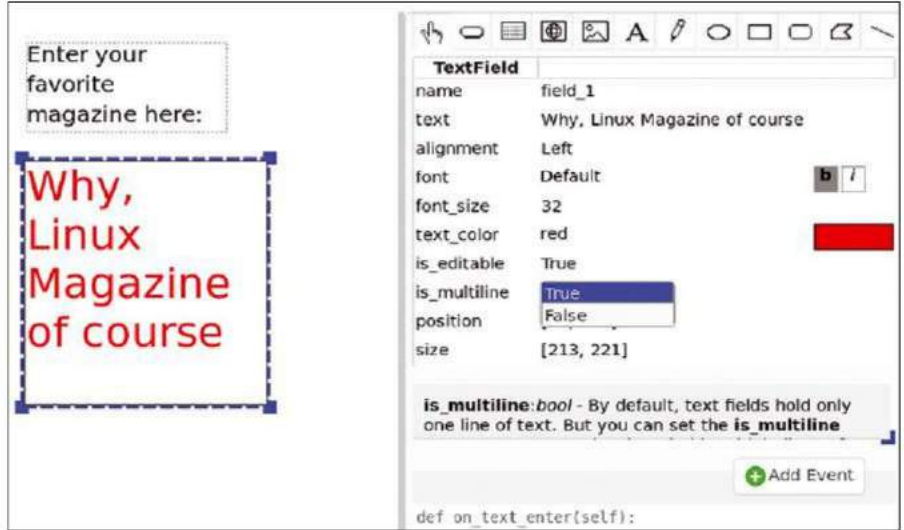 Enter your
favorite
magazine here:
Why,
Linux
Magazine
of course
A
TextField
name field_1
text Why, Linux Magazine of course
alignment Left
font Default b i
font_size 32
text_color red
is_editable True
is_multiline True
False
position
size [213, 221]
is_multiline:bool - By default, text fields hold only
one line of text. But you can set the is_multiline
Add Event
def on_text_enter(self):